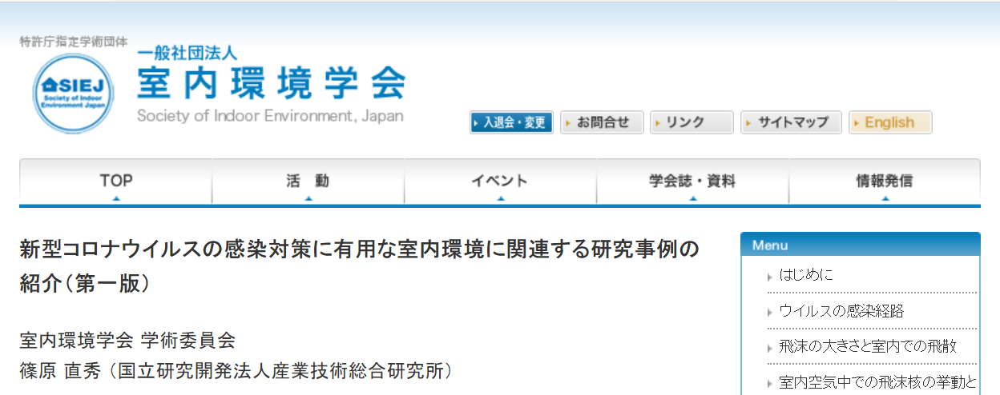 特許庁指定学術団体
一般社団法人
室内環境学会
Society of Indoor Environment, Japan
SIEJ
Society of Indoor
Environment Japan
入退会・変更
お問合せ
リンク
サイトマップ
English
TOP
活 動
イベント
学会誌・資料
情報発信
新型コロナウイルスの感染対策に有用な室内環境に関連する研究事例の
紹介（第一版）
室内環境学会 学術委員会
篠原 直秀 （国立研究開発法人産業技術総合研究所）
Menu
はじめに
ウイルスの感染経路
飛沫の大きさと室内での飛散
室内空気中での飛沫核の挙動と